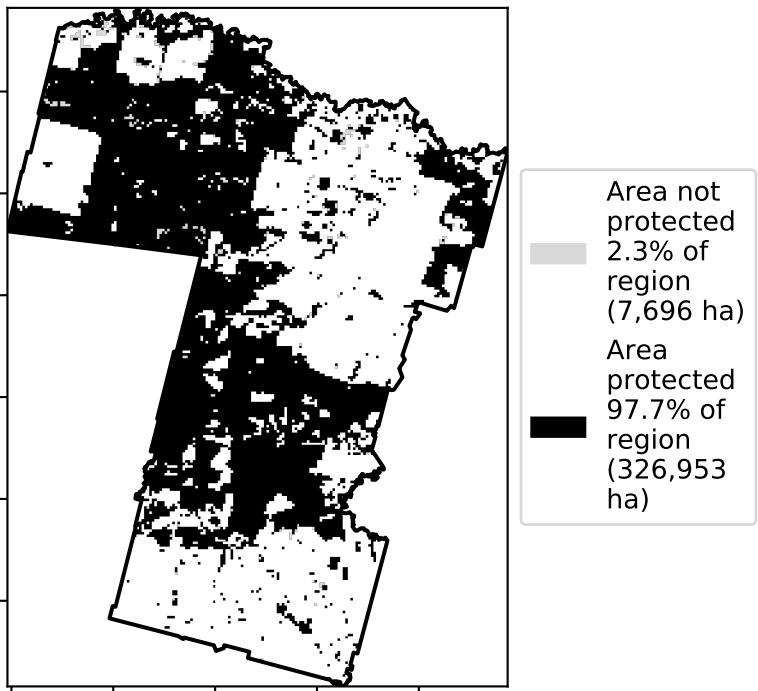 Area not
protected
2.3% of
region
(7,696 ha)
Area
protected
97.7% of
region
(326,953
ha)